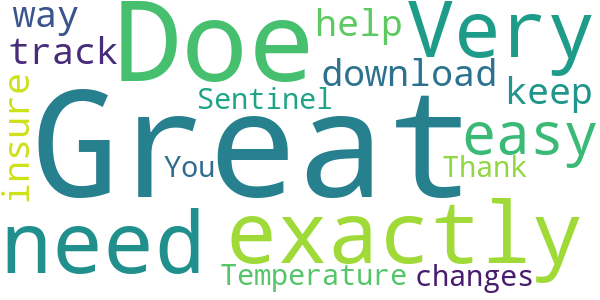 way
Doe
help
Very
track
download
keep
insure
Sentinel
Great
easy
You
Thank
need
exactly
Temperature
changes